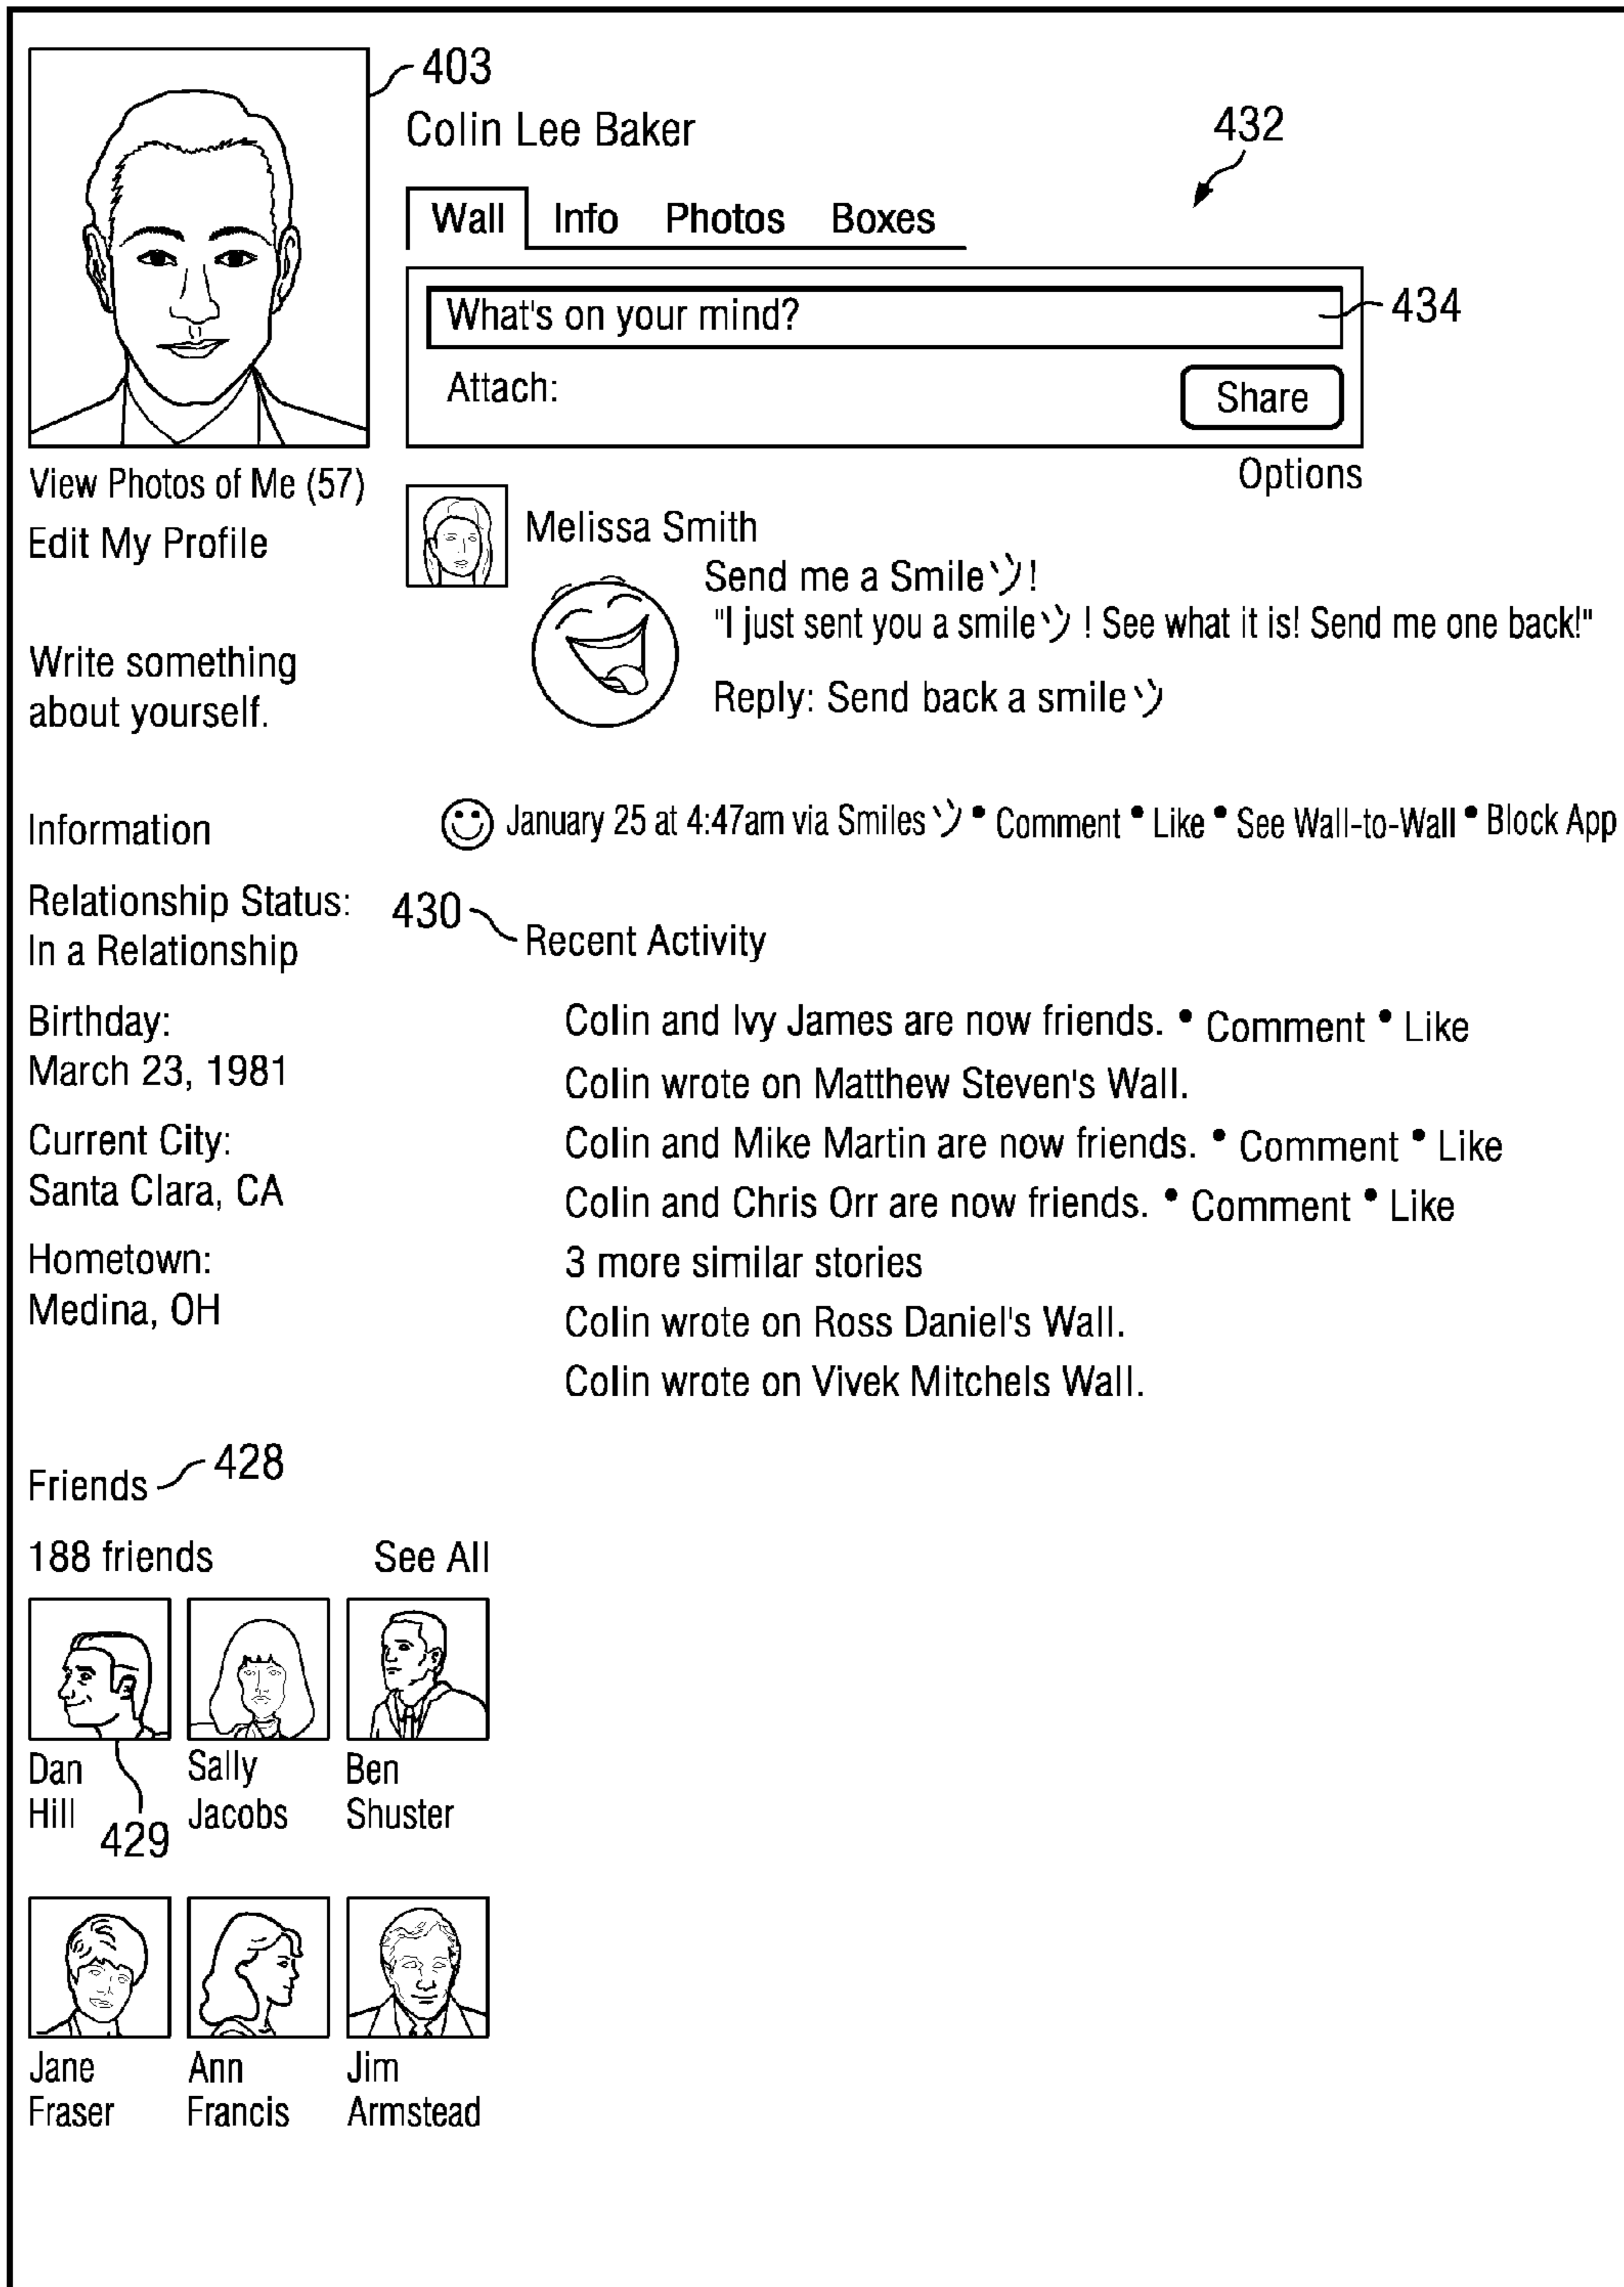 403
Colin Lee Baker
432
Wall Info Photos Boxes
What's on your mind?
434
Attach:
Share
Options
View Photos of Me (57)
Edit My Profile
Write something
about yourself.
Melissa Smith
Send me a Smileツ!
"I just sent you a smileツ ! See what it is! Send me one back!"
Reply: Send back a smileツ
January 25 at 4:47am via Smilesツ • Comment • Like • See Wall-to-Wall • Block App
Information
Relationship Status:
In a Relationship
Birthday:
March 23, 1981
Current City:
Santa Clara, CA
Hometown:
Medina, OH
430
Recent Activity
Colin and Ivy James are now friends. • Comment • Like
Colin wrote on Matthew Steven's Wall.
Colin and Mike Martin are now friends. • Comment • Like
Colin and Chris Orr are now friends. • Comment • Like
3 more similar stories
Colin wrote on Ross Daniel's Wall.
Colin wrote on Vivek Mitchels Wall.
Friends
428
188 friends See All
Dan
Hill
429
Sally
Jacobs
Ben
Shuster
Jane
Fraser
Ann
Francis
Jim
Armstead